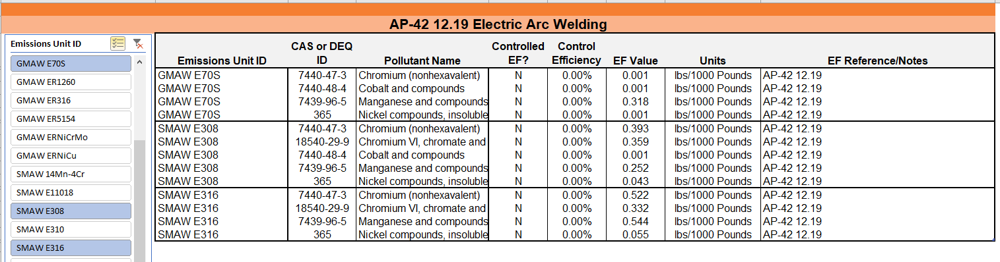 AP-42 12.19 Electric Arc Welding
Emissions Unit ID
GMAW E70S
GMAW ER1260
GMAW ER316
GMAW ER5154
GMAW ERNiCrMo
GMAW ERNiCu
SMAW 14Mn-4Cr
SMAW E11018
SMAW E308
SMAW E310
SMAW E316
Emissions Unit ID CAS or DEQ ID Pollutant Name Controlled EF? Control Efficiency EF Value Units EF Reference/Notes
GMAW E70S 7440-47-3 Chromium (nonhexavalent) N 0.00% 0.001 lbs/1000 Pounds AP-42 12.19
GMAW E70S 7440-48-4 Cobalt and compounds N 0.00% 0.001 lbs/1000 Pounds AP-42 12.19
GMAW E70S 7439-96-5 Manganese and compounds N 0.00% 0.318 lbs/1000 Pounds AP-42 12.19
GMAW E70S 365 Nickel compounds, insoluble N 0.00% 0.001 lbs/1000 Pounds AP-42 12.19
SMAW E308 7440-47-3 Chromium (nonhexavalent) N 0.00% 0.393 lbs/1000 Pounds AP-42 12.19
SMAW E308 18540-29-9 Chromium VI, chromate and N 0.00% 0.359 lbs/1000 Pounds AP-42 12.19
SMAW E308 7440-48-4 Cobalt and compounds N 0.00% 0.001 lbs/1000 Pounds AP-42 12.19
SMAW E308 7439-96-5 Manganese and compounds N 0.00% 0.252 lbs/1000 Pounds AP-42 12.19
SMAW E308 365 Nickel compounds, insoluble N 0.00% 0.043 lbs/1000 Pounds AP-42 12.19
SMAW E316 7440-47-3 Chromium (nonhexavalent) N 0.00% 0.522 lbs/1000 Pounds AP-42 12.19
SMAW E316 18540-29-9 Chromium VI, chromate and N 0.00% 0.332 lbs/1000 Pounds AP-42 12.19
SMAW E316 7439-96-5 Manganese and compounds N 0.00% 0.544 lbs/1000 Pounds AP-42 12.19
SMAW E316 365 Nickel compounds, insoluble N 0.00% 0.055 lbs/1000 Pounds AP-42 12.19